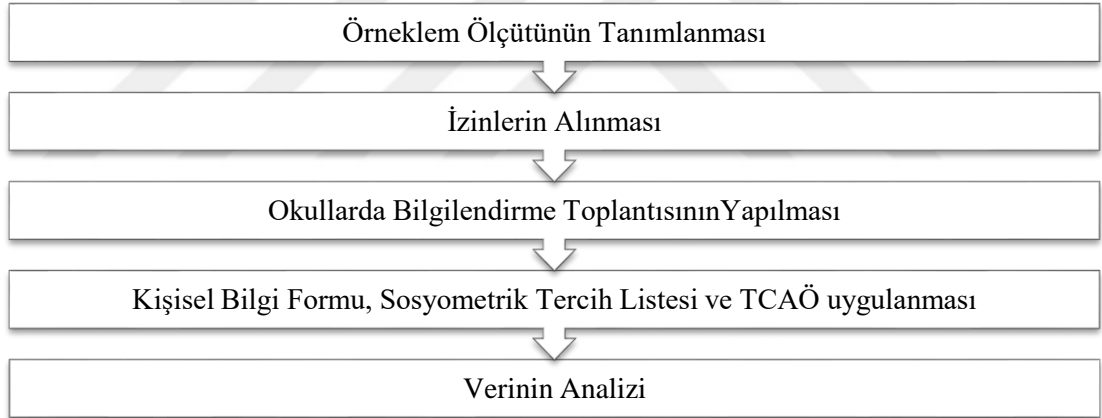 Örneklem Ölçütünün Tanımlanması
İzinlerin Alınması
Okullarda Bilgilendirme ToplantısınınYapılması
Kişisel Bilgi Formu, Sosyometrik Tercih Listesi ve TCAÖ uygulanması
Verinin Analizi